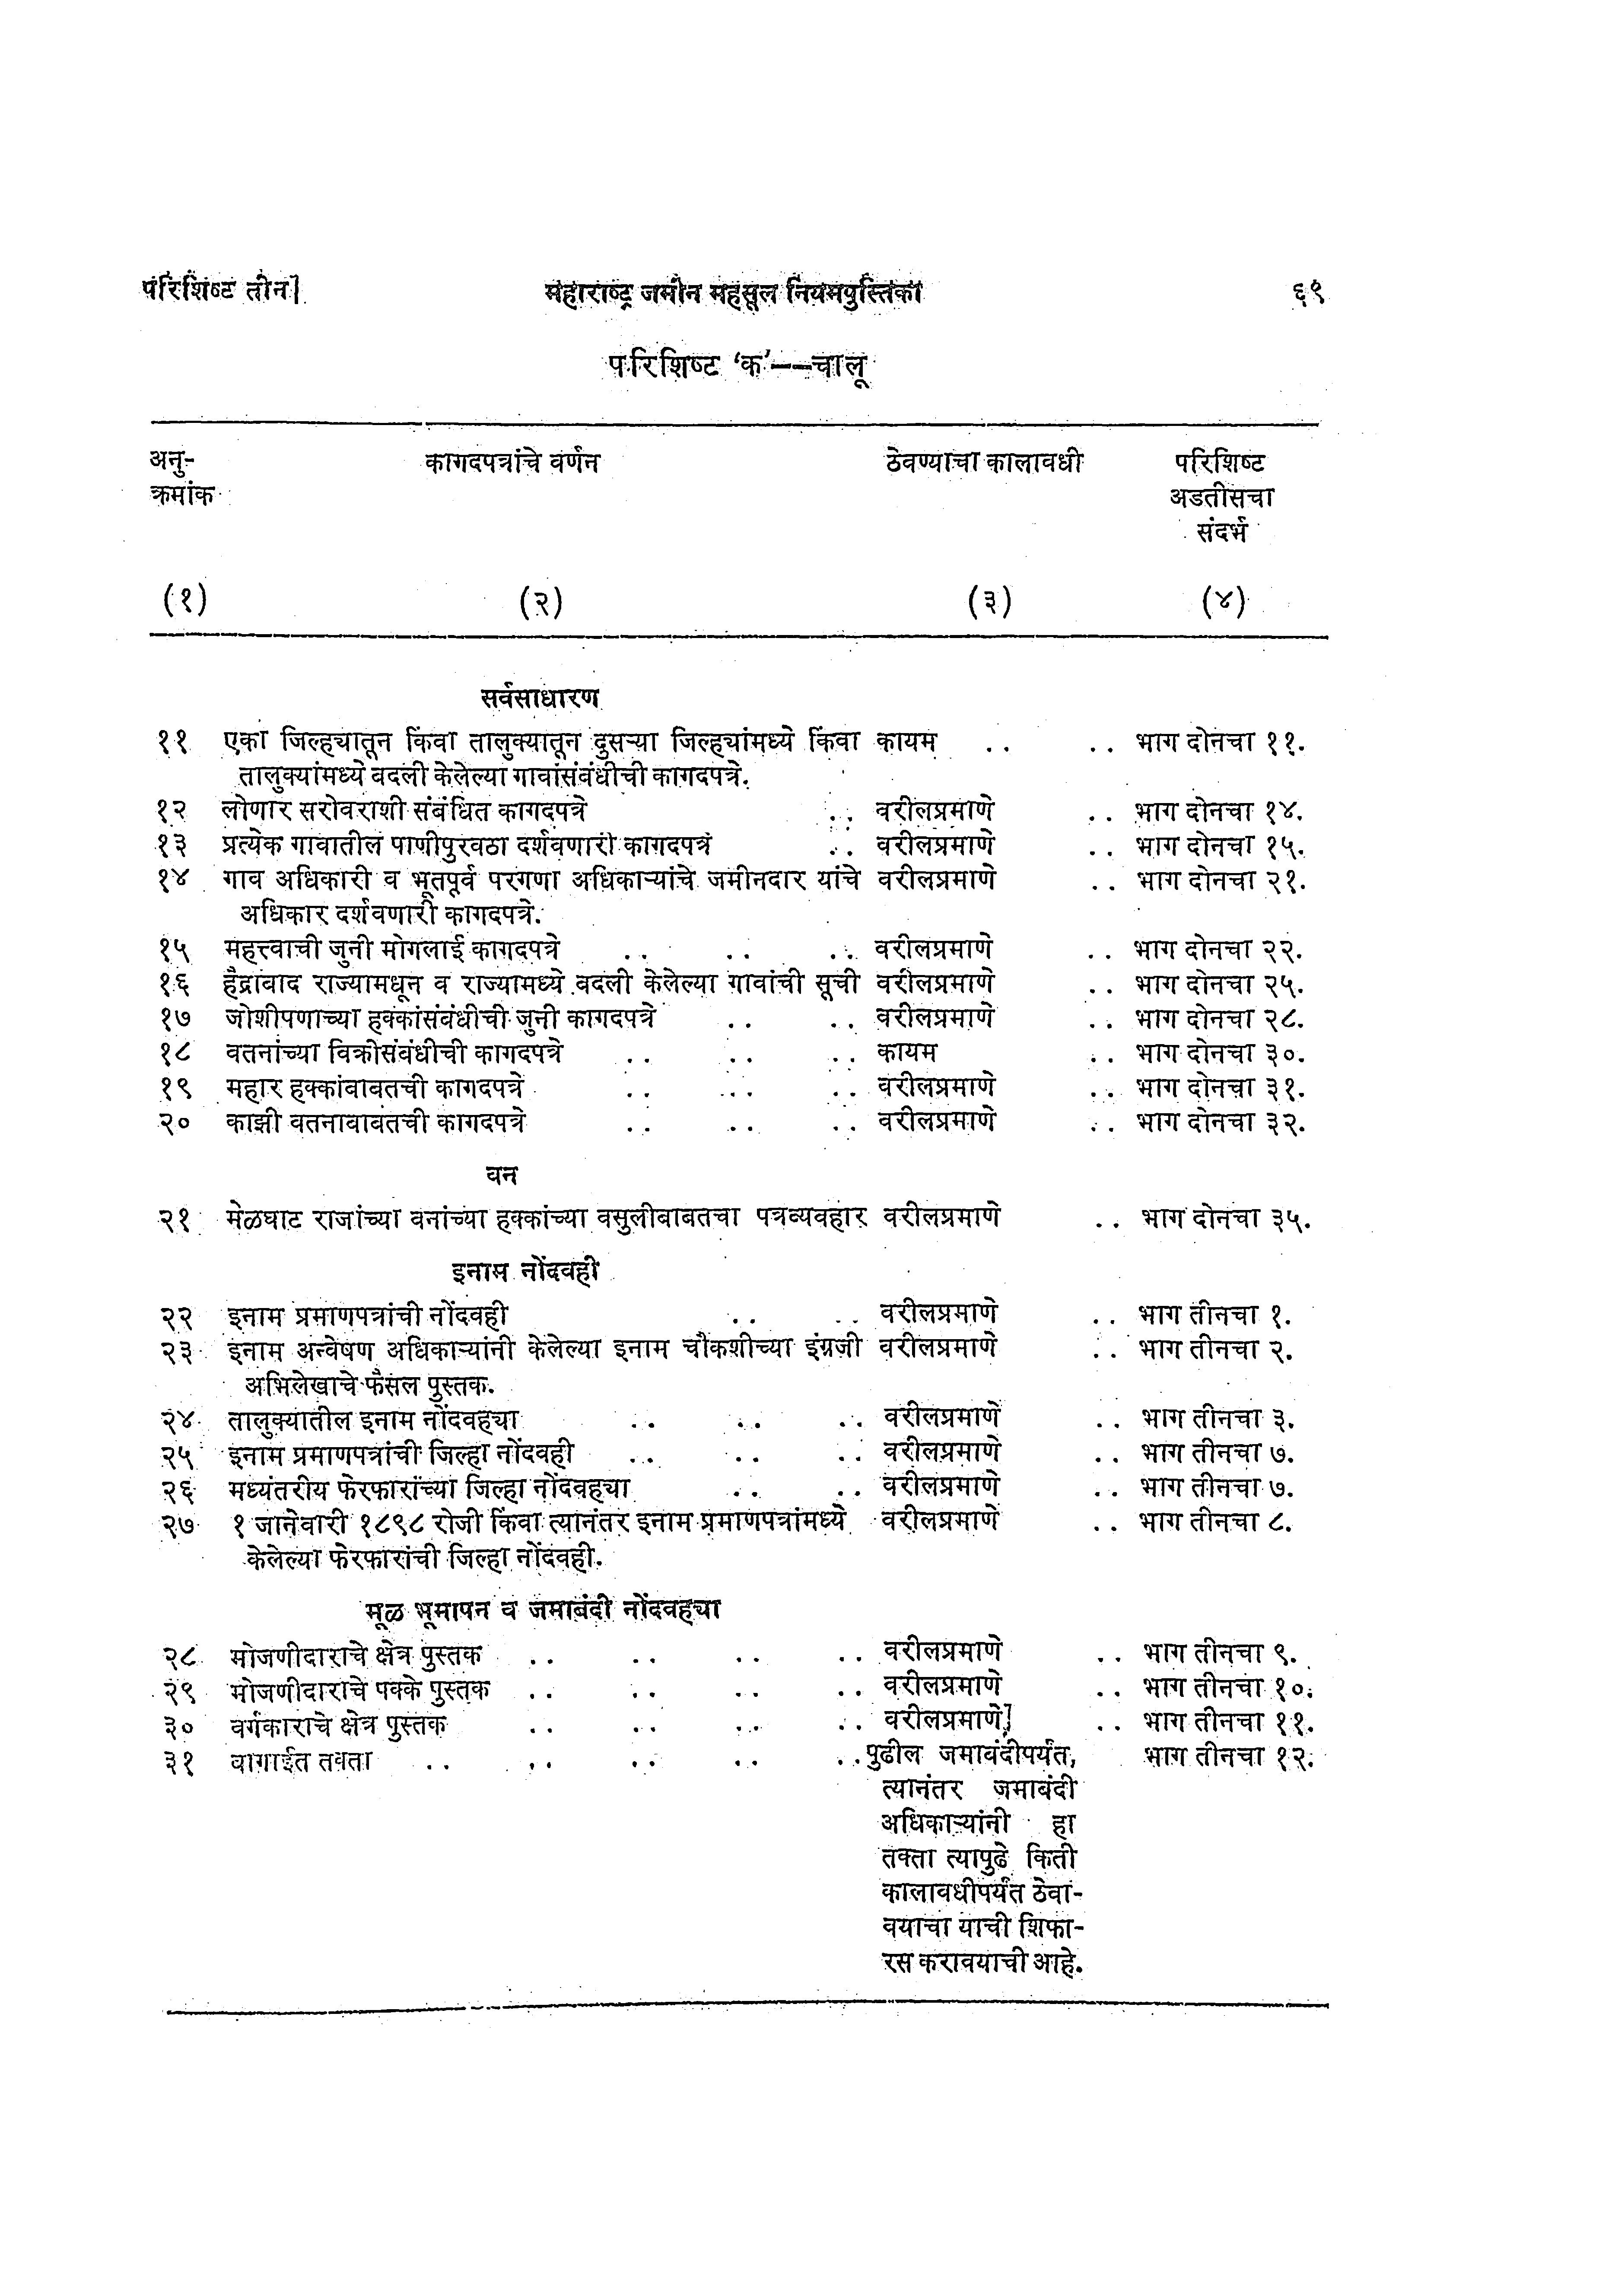 परिशिष्ट तीन] महाराष्ट्र जमीन महसूल नियमपुस्तिका ६९
परिशिष्ट ‘क’--चालू
अनु- कागदपत्रांचे वर्णन ठेवण्याचा कालावधी परिशिष्ट
क्रमांक अडतीसचा
संदर्भ
(१) (२) (३) (४)
सर्वसाधारण
११ एका जिल्ह्यातून किंवा तालुक्यातून दुसऱ्या जिल्ह्यांमध्ये किंवा कायम .. .. भाग दोनचा ११.
तालुक्यांमध्ये बदली केलेल्या गावांसंबंधीची कागदपत्रे.
१२ लोणार सरोवराशी संबंधित कागदपत्रे .. वरीलप्रमाणे .. भाग दोनचा १४.
१३ प्रत्येक गावातील पाणीपुरवठा दर्शवणारी कागदपत्रे .. वरीलप्रमाणे .. भाग दोनचा १५.
१४ गाव अधिकारी व भूतपूर्व परगणा अधिकाऱ्यांचे जमीनदार यांचे वरीलप्रमाणे .. भाग दोनचा २१.
अधिकार दर्शवणारी कागदपत्रे.
१५ महत्त्वाची जुनी मोगलाई कागदपत्रे .. .. .. वरीलप्रमाणे .. भाग दोनचा २२.
१६ हैद्राबाद राज्यामधून व राज्यामध्ये बदली केलेल्या गावांची सूची वरीलप्रमाणे .. भाग दोनचा २५.
१७ जोशीपणाच्या हक्कांसंबंधीची जुनी कागदपत्रे .. .. वरीलप्रमाणे .. भाग दोनचा २८.
१८ वतनांच्या विक्रीसंबंधीची कागदपत्रे .. .. .. कायम .. भाग दोनचा ३०.
१९ महार हक्कांबाबतची कागदपत्रे .. .. .. वरीलप्रमाणे .. भाग दोनचा ३१.
२० काझी वतनाबाबतची कागदपत्रे .. .. .. वरीलप्रमाणे .. भाग दोनचा ३२.
वन
२१ मेळघाट राजांच्या वनांच्या हक्कांच्या वसुलीबाबतचा पत्रव्यवहार वरीलप्रमाणे .. भाग दोनचा ३५.
इनाम नोंदवही
२२ इनाम प्रमाणपत्रांची नोंदवही .. .. वरीलप्रमाणे .. भाग तीनचा १.
२३ इनाम अन्वेषण अधिकाऱ्यांनी केलेल्या इनाम चौकशीच्या इंग्रजी वरीलप्रमाणे .. भाग तीनचा २.
अभिलेखाचे फैसल पुस्तक.
२४ तालुक्यातील इनाम नोंदवह्या .. .. .. वरीलप्रमाणे .. भाग तीनचा ३.
२५ इनाम प्रमाणपत्रांची जिल्हा नोंदवही .. .. .. वरीलप्रमाणे .. भाग तीनचा ७.
२६ मध्यंतरीय फेरफारांच्या जिल्हा नोंदवह्या .. .. वरीलप्रमाणे .. भाग तीनचा ७.
२७ १ जानेवारी १८९८ रोजी किंवा त्यानंतर इनाम प्रमाणपत्रांमध्ये वरीलप्रमाणे .. भाग तीनचा ८.
केलेल्या फेरफारांची जिल्हा नोंदवही.
मूळ भूमापन व जमाबंदी नोंदवह्या
२८ मोजणीदाराचे क्षेत्र पुस्तक .. .. .. .. वरीलप्रमाणे .. भाग तीनचा ९.
२९ मोजणीदाराचे पक्के पुस्तक .. .. .. .. वरीलप्रमाणे .. भाग तीनचा १०.
३० वर्गकाराचे क्षेत्र पुस्तक .. .. .. .. वरीलप्रमाणे] .. भाग तीनचा ११.
३१ बागाईत तक्ता .. .. .. .. .. पुढील जमाबंदीपर्यंत, भाग तीनचा १२.
त्यानंतर जमाबंदी
अधिकाऱ्यांनी हा
तक्ता त्यापुढे किती
कालावधीपर्यंत ठेवा-
वयाचा याची शिफा-
रस करावयाची आहे.